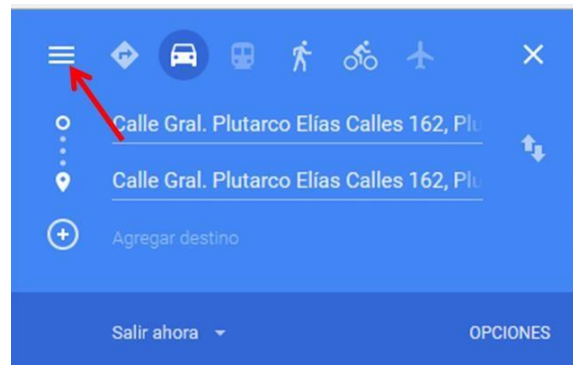 Calle Gral. Plutarco Elías Calles 162, Plu
Calle Gral. Plutarco Elías Calles 162, Plu
Agregar destino
Salir ahora
OPCIONES